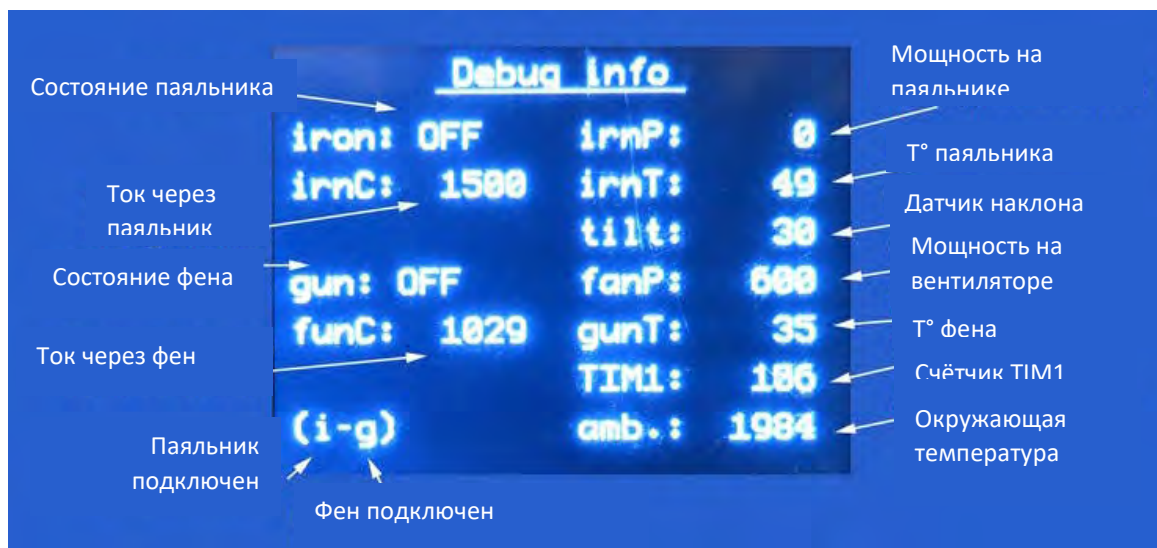 Debug info
iron: OFF irnP: 0
irnC: 1500 irnT: 49
tilt: 30
gun: OFF fanP: 600
funC: 1029 gunT: 35
TIM1: 106
(i-g) amb.: 1984
Состояние паяльника
Ток через
паяльник
Состояние фена
Ток через фен
Паяльник
подключен
Фен подключен
Мощность на
паяльнике
T° паяльника
Датчик наклона
Мощность на
вентиляторе
T° фена
Счётчик TIM1
Окружающая
температура